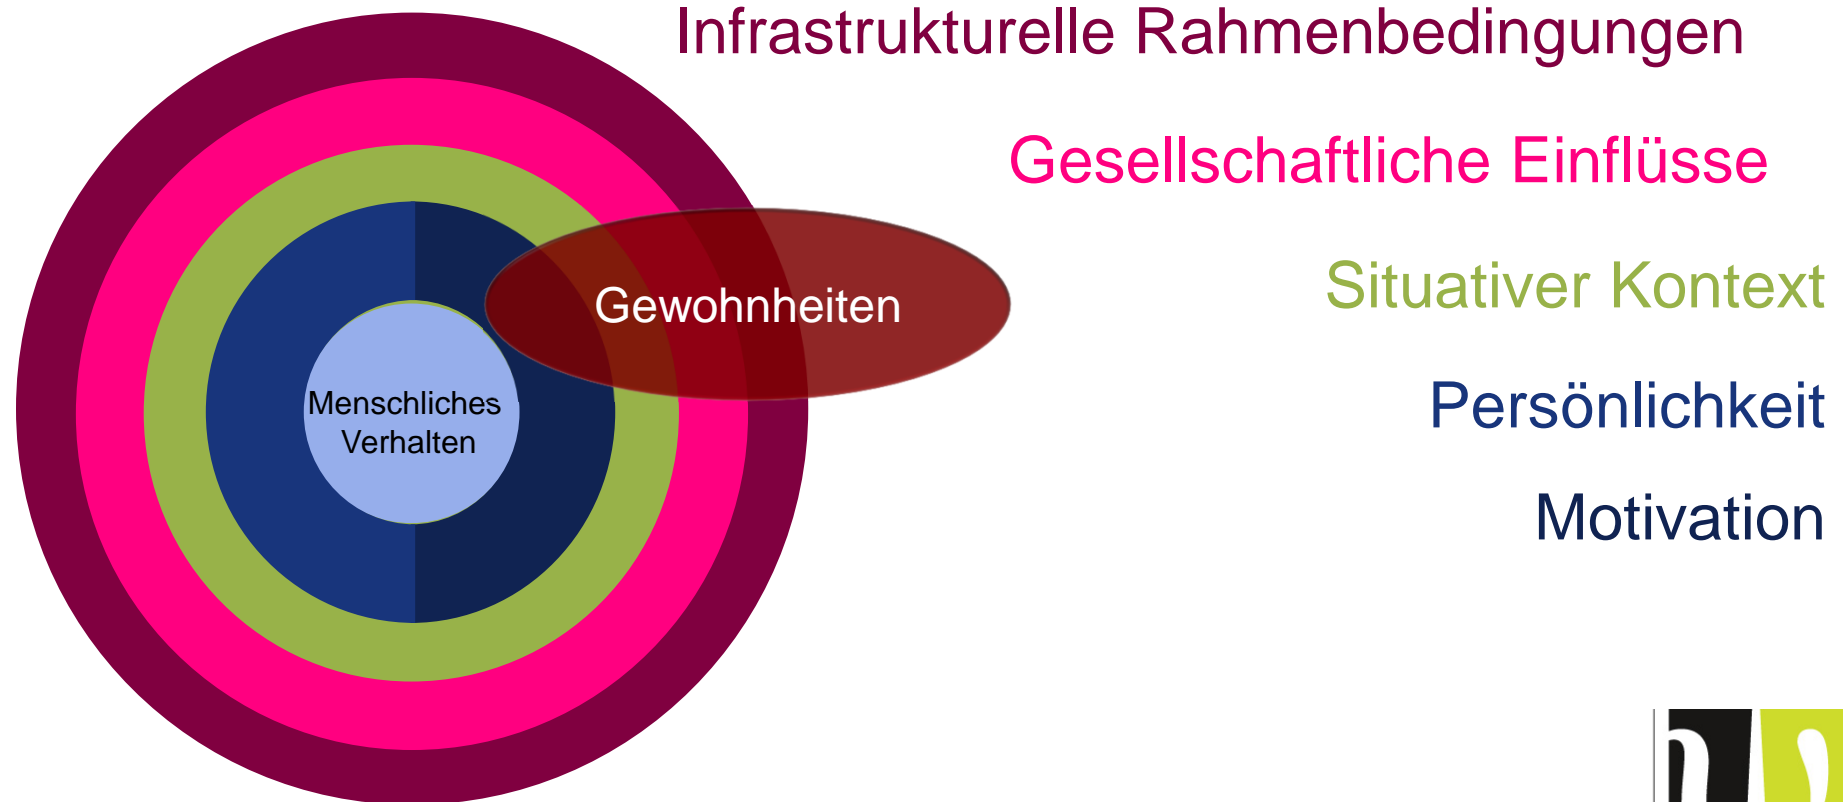 Infrastrukturelle Rahmenbedingungen
Gesellschaftliche Einflüsse
Situativer Kontext
Gewohnheiten
Persönlichkeit
Menschliches
Verhalten
Motivation